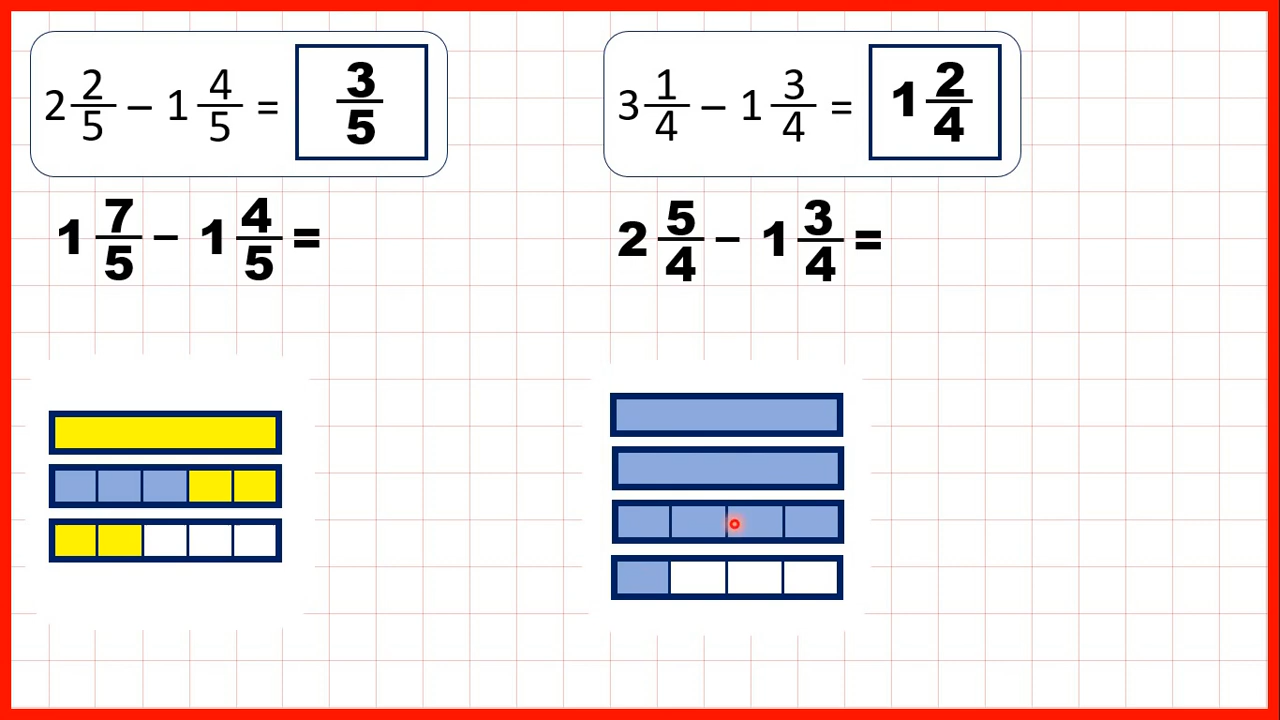 2 2/5 – 1 4/5 = 3/5
1 7/5 – 1 4/5 =
3 1/4 – 1 3/4 = 1 2/4
2 5/4 – 1 3/4 =